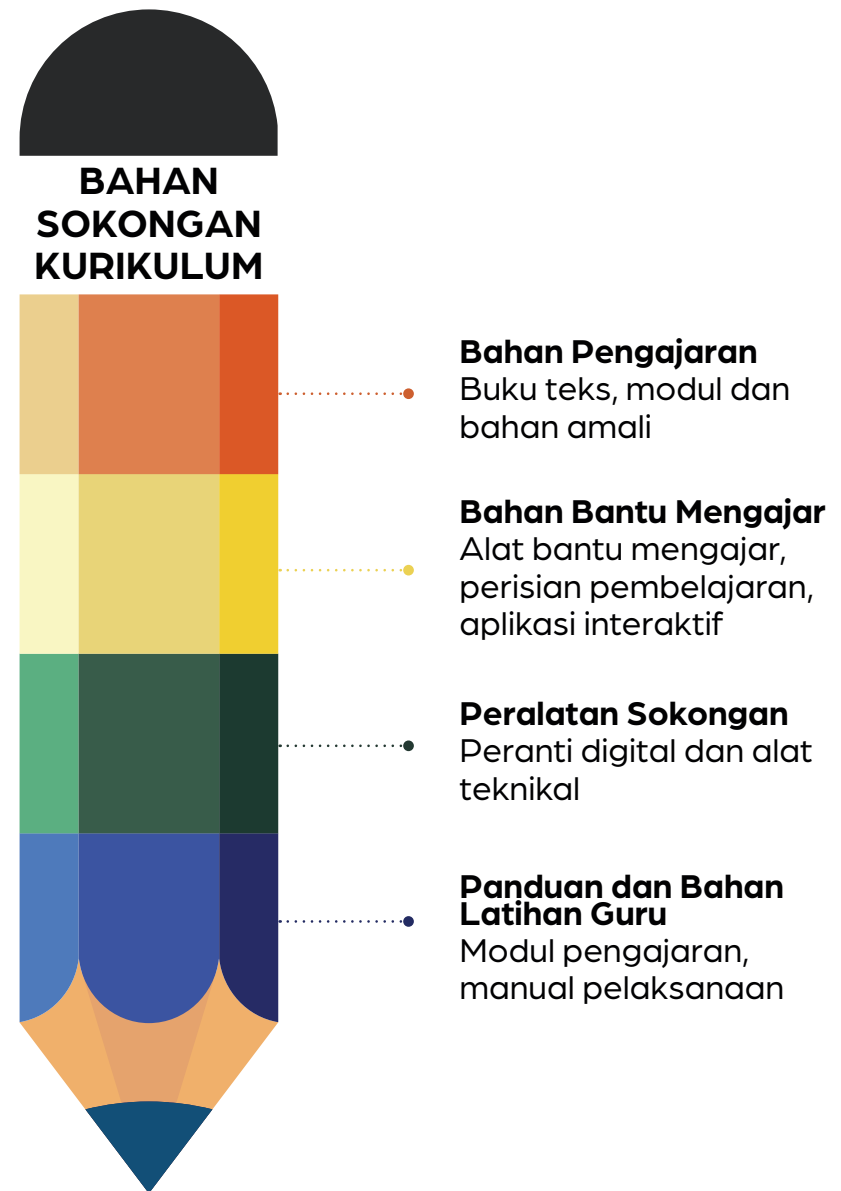 BAHAN
SOKONGAN
KURIKULUM
Bahan Pengajaran
Buku teks, modul dan
bahan amali
Bahan Bantu Mengajar
Alat bantu mengajar,
perisian pembelajaran,
aplikasi interaktif
Peralatan Sokongan
Peranti digital dan alat
teknikal
Panduan dan Bahan
Latihan Guru
Modul pengajaran,
manual pelaksanaan